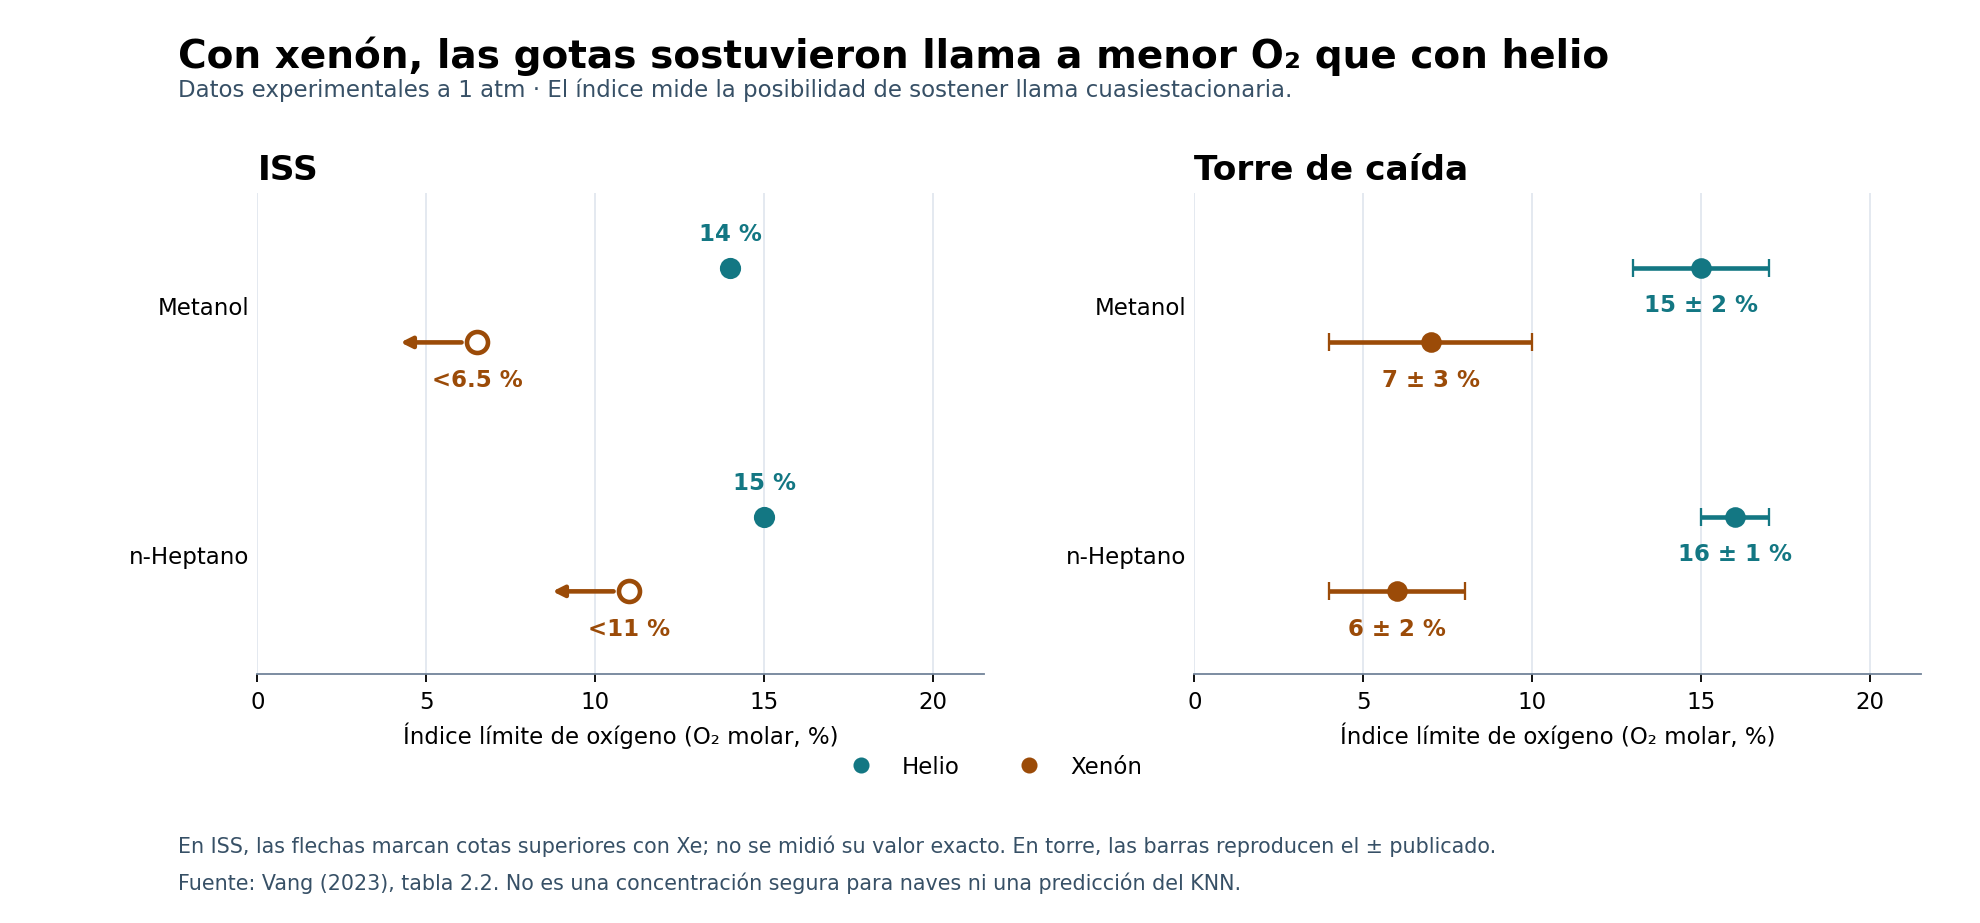 Con xenón, las gotas sostuvieron llama a menor O₂ que con helio
Datos experimentales a 1 atm · El índice mide la posibilidad de sostener llama cuasiestacionaria.
ISS
14 %
Metanol
<6.5 %
15 %
n-Heptano
<11 %
0 5 10 15 20
Índice límite de oxígeno (O₂ molar, %)
Torre de caída
Metanol
15 ± 2 %
7 ± 3 %
n-Heptano
16 ± 1 %
6 ± 2 %
0 5 10 15 20
Índice límite de oxígeno (O₂ molar, %)
Helio Xenón
En ISS, las flechas marcan cotas superiores con Xe; no se midió su valor exacto. En torre, las barras reproducen el ± publicado.
Fuente: Vang (2023), tabla 2.2. No es una concentración segura para naves ni una predicción del KNN.